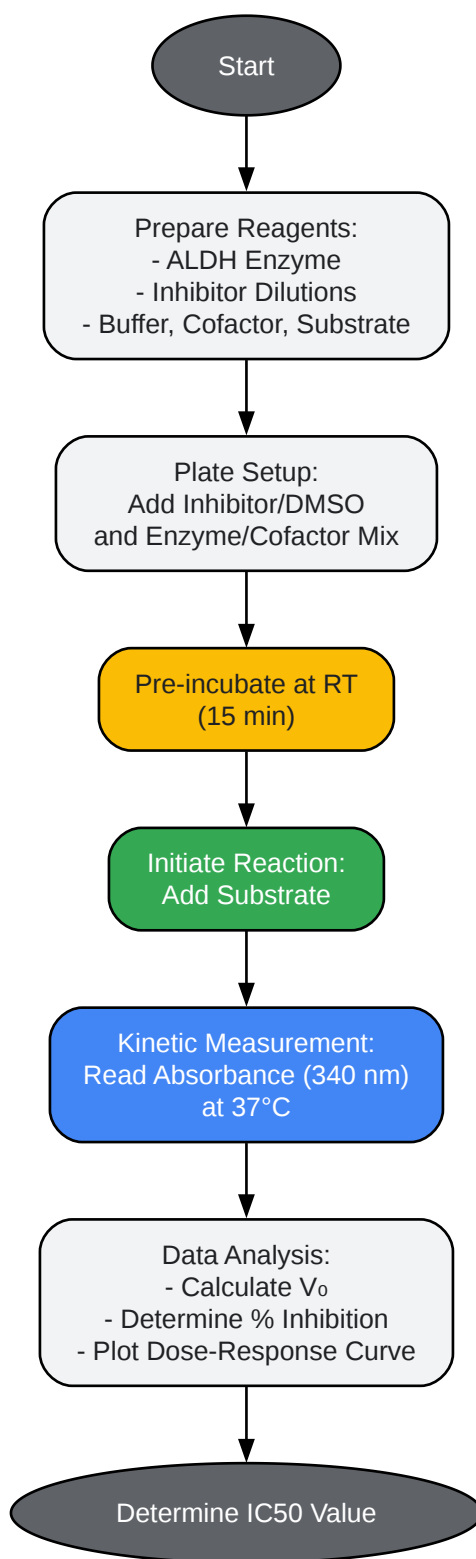 Start
Prepare Reagents:
- ALDH Enzyme
- Inhibitor Dilutions
- Buffer, Cofactor, Substrate
Plate Setup:
Add Inhibitor/DMSO
and Enzyme/Cofactor Mix
Pre-incubate at RT
(15 min)
Initiate Reaction:
Add Substrate
Kinetic Measurement:
Read Absorbance (340 nm)
at 37°C
Data Analysis:
- Calculate V₀
- Determine % Inhibition
- Plot Dose-Response Curve
Determine IC50 Value